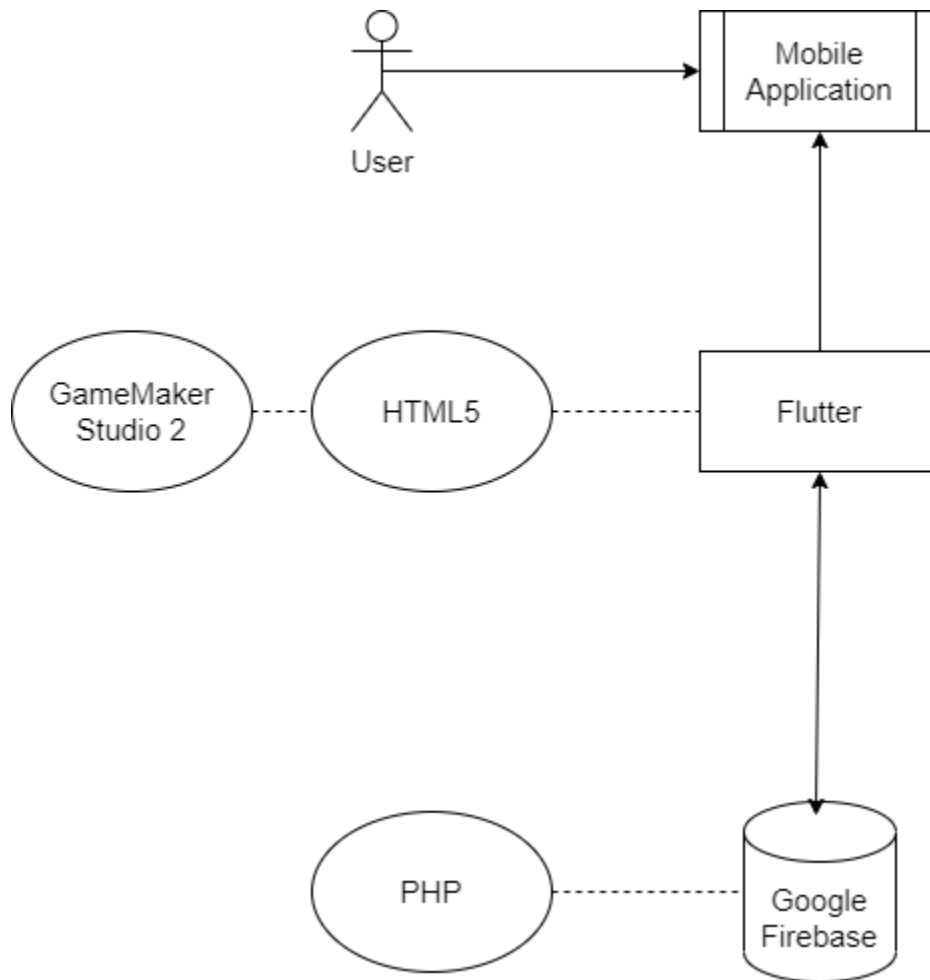 Mobile
Application
User
GameMaker
Studio 2
HTML5
Flutter
PHP
Google
Firebase